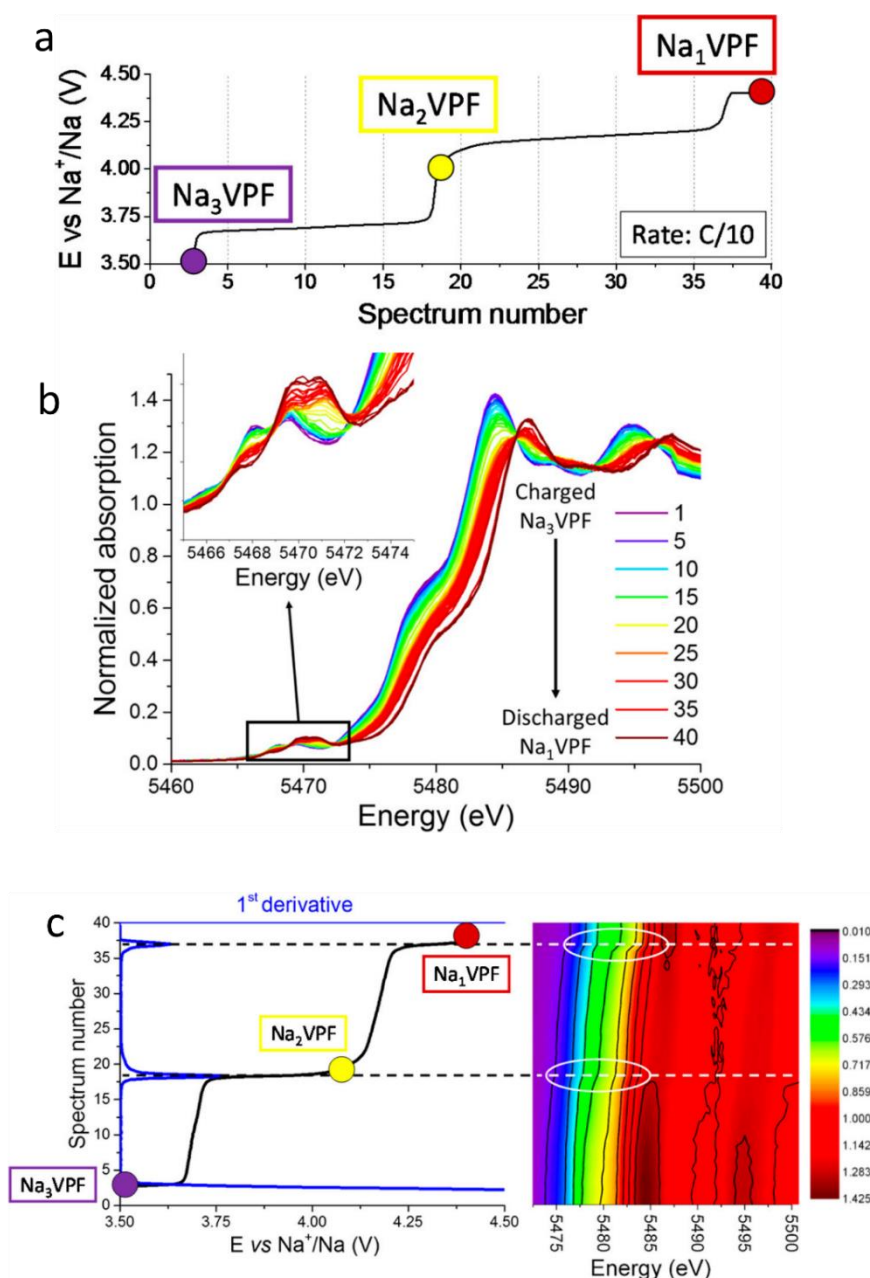 a
Na₁VPF
Na₂VPF
Na₃VPF
E vs Na⁺/Na (V)
4.50
4.25
4.00
3.75
3.50
Rate: C/10
0 5 10 15 20 25 30 35 40
Spectrum number
b
Normalized absorption
1.4
1.2
1.0
0.8
0.6
0.4
0.2
0.0
5466 5468 5470 5472 5474
Energy (eV)
Charged
Na₃VPF
Discharged
Na₁VPF
1
5
10
15
20
25
30
35
40
5460 5470 5480 5490 5500
Energy (eV)
c
1st derivative
Spectrum number
40
35
30
25
20
15
10
5
0
Na₁VPF
Na₂VPF
Na₃VPF
3.50 3.75 4.00 4.25 4.50
E vs Na⁺/Na (V)
5475 5480 5485 5490 5495 5500
Energy (eV)
0.010
0.151
0.293
0.434
0.576
0.717
0.859
1.000
1.142
1.283
1.425